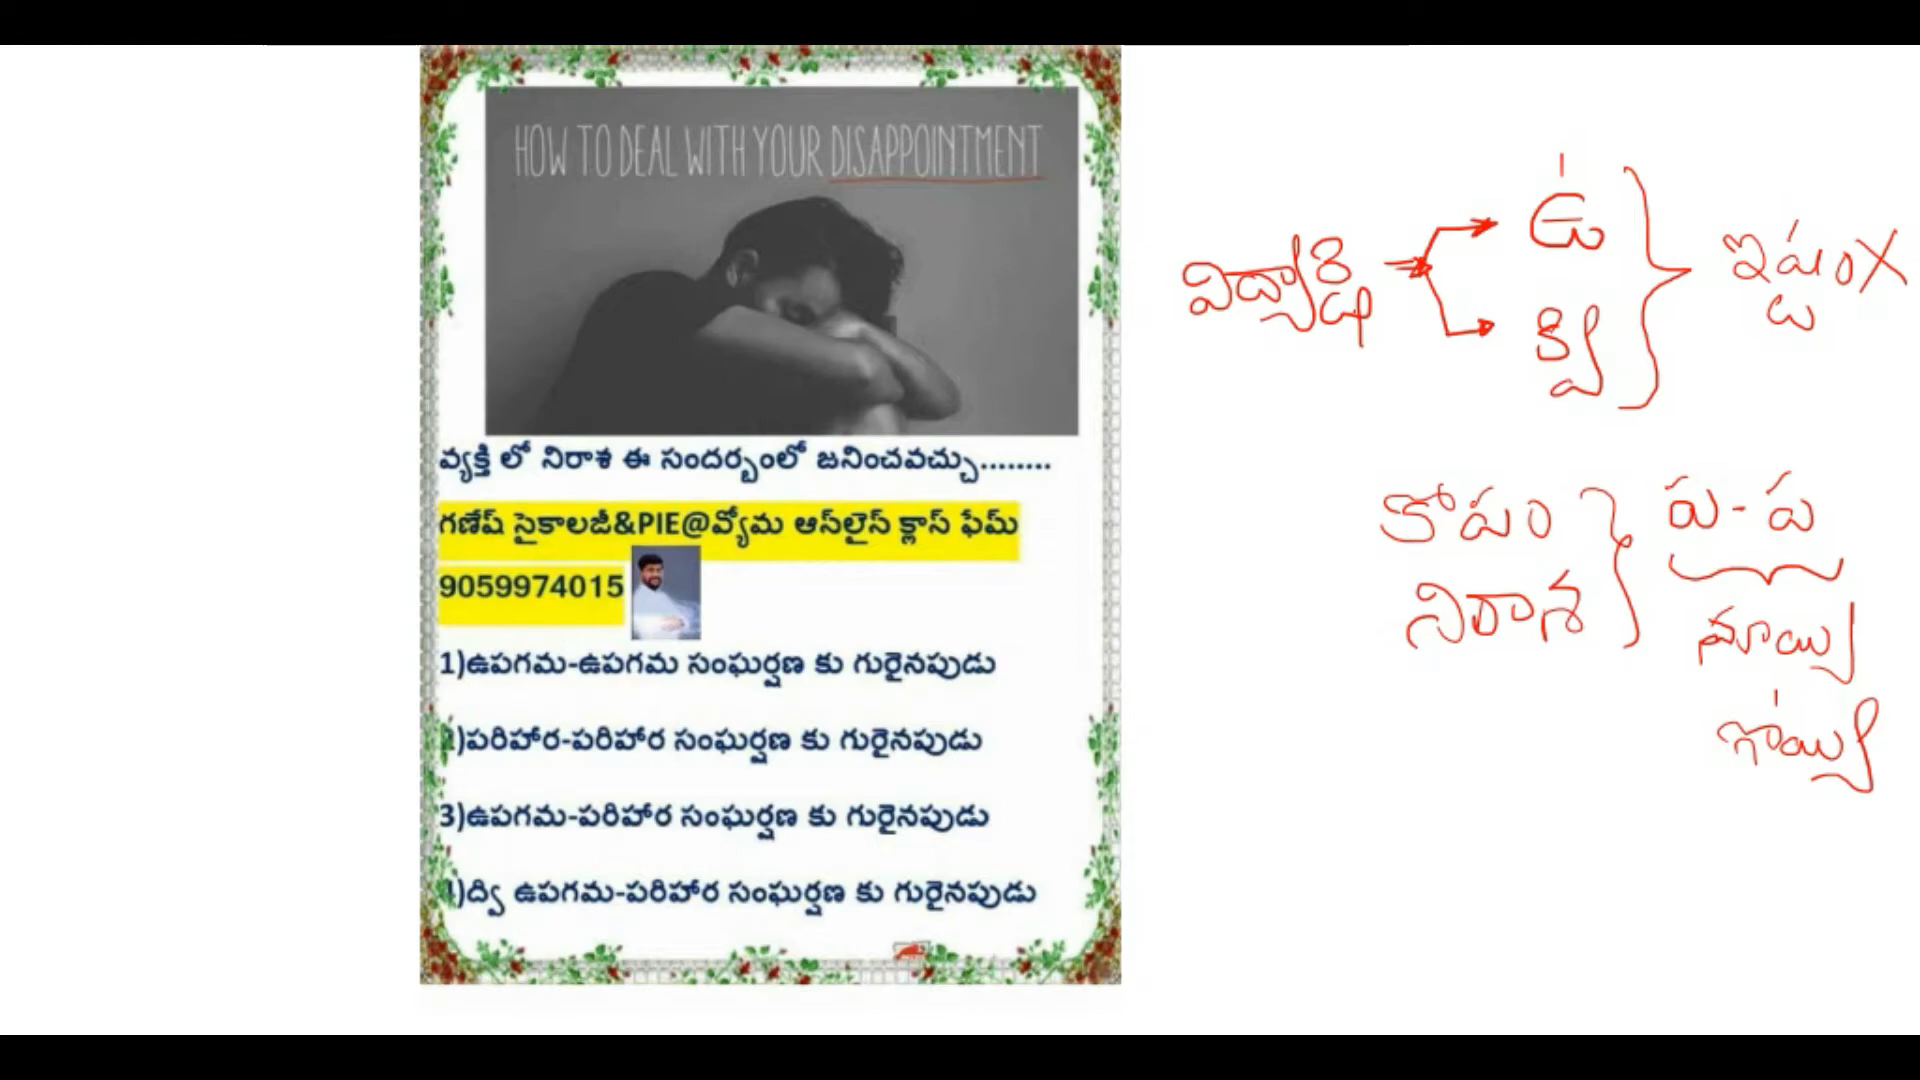 HOW TO DEAL WITH YOUR DISAPPOINTMENT
వ్యక్తి లో నిరాశ ఈ సందర్బంలో జనించవచ్చు........
గణేష్ సైకాలజీ&PIE@వ్యోమ ఆన్‌లైన్ క్లాస్ ఫేమ్
9059974015
1)ఉపగమ-ఉపగమ సంఘర్షణ కు గురైనపుడు
2)పరిహార-పరిహార సంఘర్షణ కు గురైనపుడు
3)ఉపగమ-పరిహార సంఘర్షణ కు గురైనపుడు
4)ద్వి ఉపగమ-పరిహార సంఘర్షణ కు గురైనపుడు
విద్యార్థి
ఉ
ఇష్టం X
కోపం
ప - ప
నిరాశ
నూయి
గొయ్యి